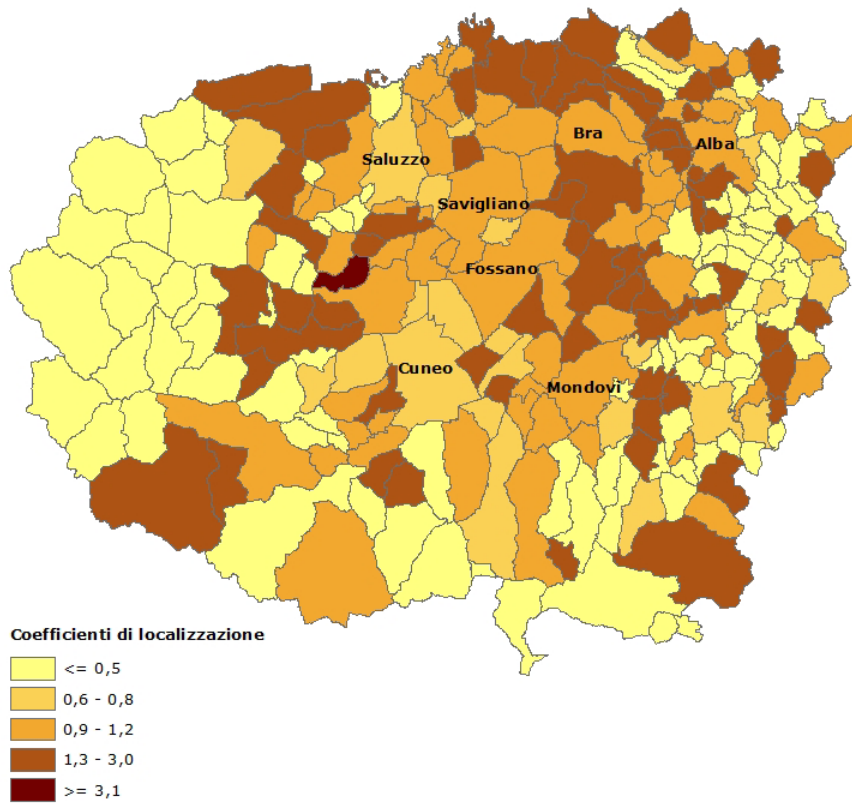 Bra
Alba
Saluzzo
Savigliano
Fossano
Cuneo
Mondovì
Coefficienti di localizzazione
<= 0,5
0,6 - 0,8
0,9 - 1,2
1,3 - 3,0
>= 3,1